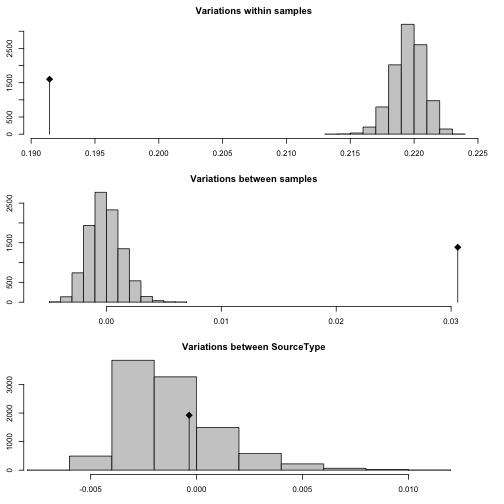 Variations within samples
0 500 1500 2500
0.190 0.195 0.200 0.205 0.210 0.215 0.220 0.225
Variations between samples
0 500 1500 2500
0.00 0.01 0.02 0.03
Variations between SourceType
0 1000 2000 3000
-0.005 0.000 0.005 0.010